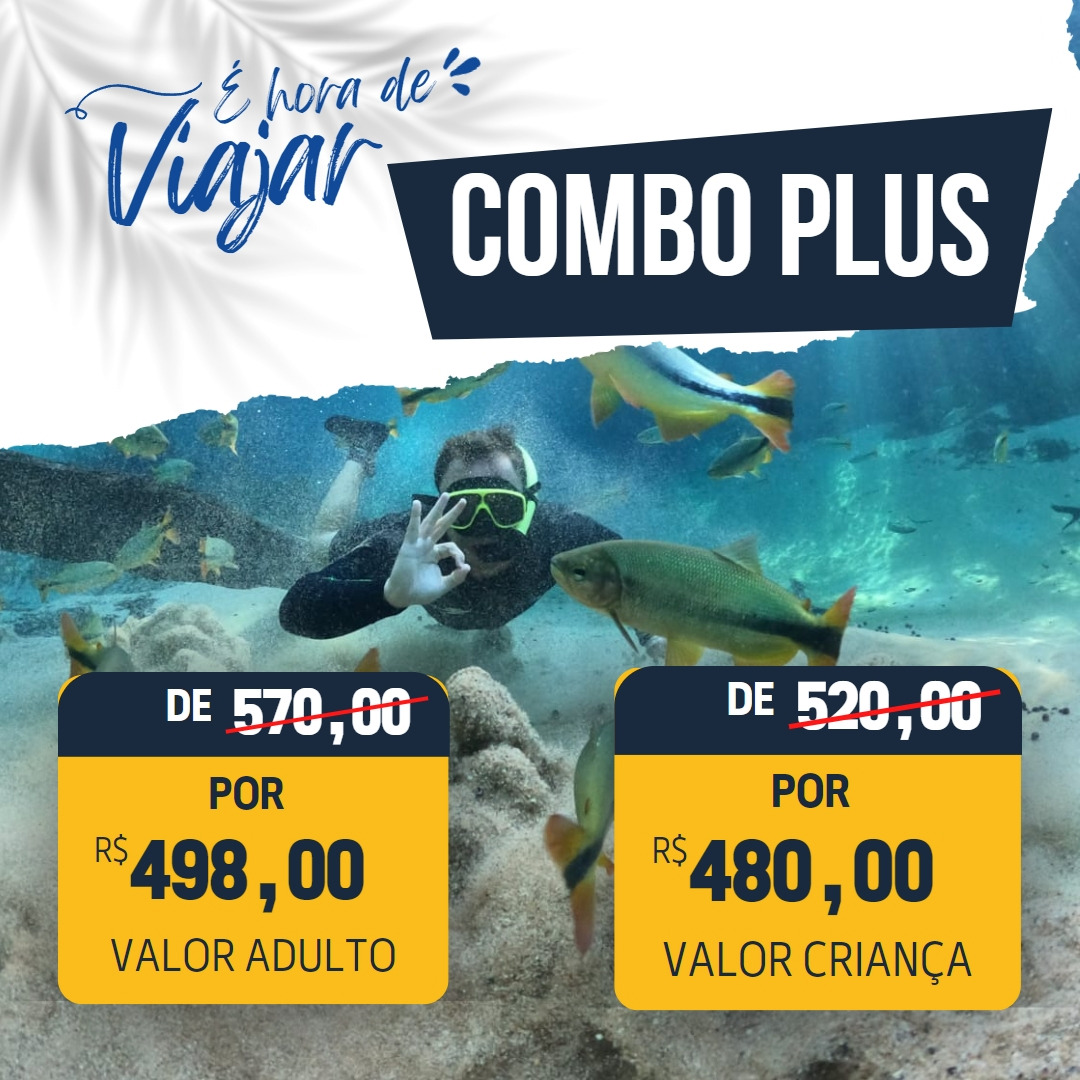 É hora de
Viajar
COMBO PLUS
DE 570,00
POR
R$498,00
VALOR ADULTO
DE 520,00
POR
R$480,00
VALOR CRIANÇA